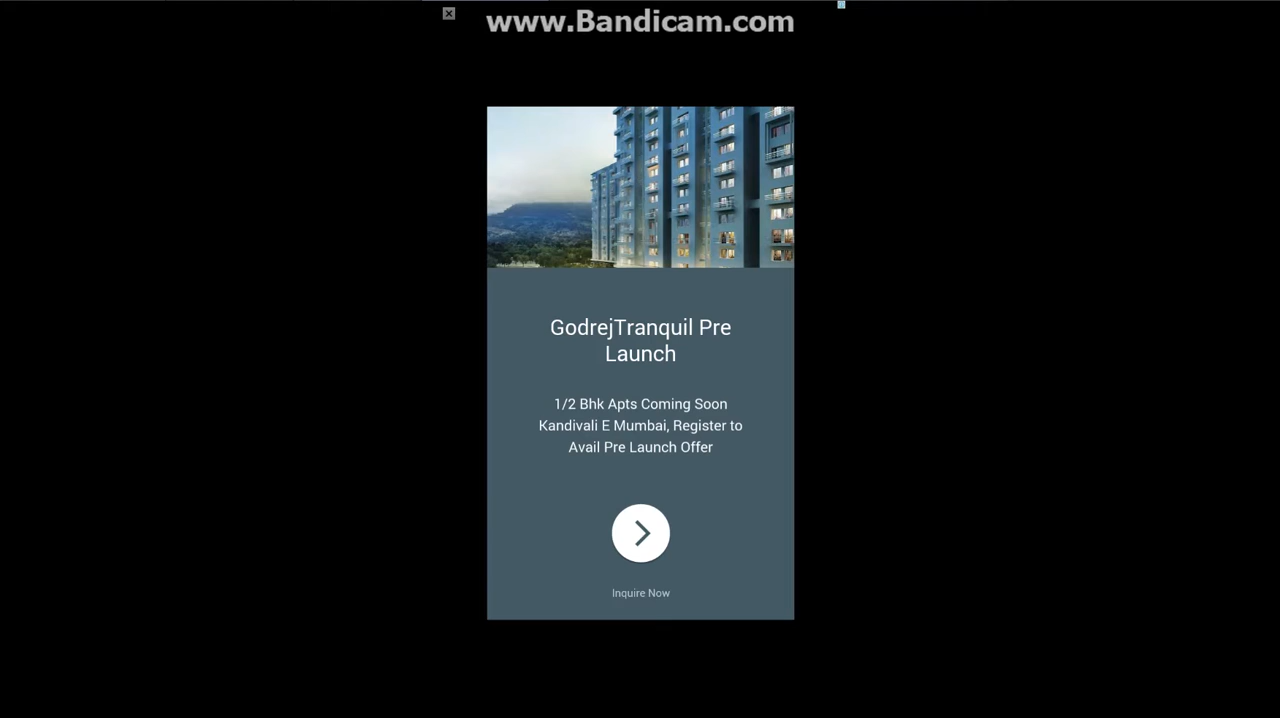 www.Bandicam.com
GodrejTranquil Pre
Launch
1/2 Bhk Apts Coming Soon
Kandivali E Mumbai, Register to
Avail Pre Launch Offer
Inquire Now